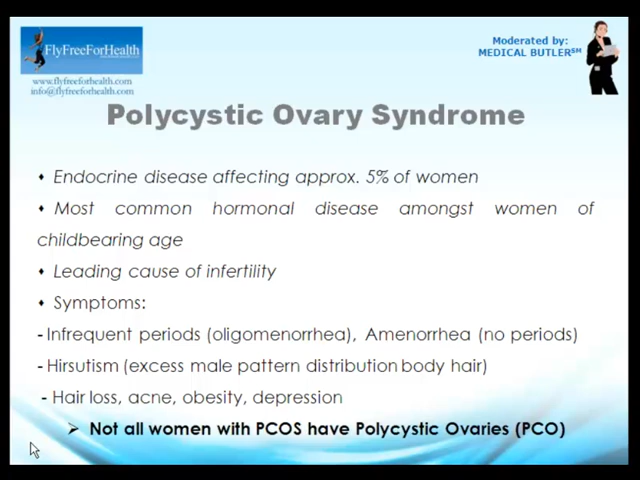 FlyFreeForHealth
www.flyfreeforhealth.com
info@flyfreeforhealth.com
Moderated by:
MEDICAL BUTLER℠
Polycystic Ovary Syndrome
⬧ Endocrine disease affecting approx. 5% of women
⬧ Most common hormonal disease amongst women of
childbearing age
⬧ Leading cause of infertility
⬧ Symptoms:
- Infrequent periods (oligomenorrhea), Amenorrhea (no periods)
- Hirsutism (excess male pattern distribution body hair)
- Hair loss, acne, obesity, depression
➢ Not all women with PCOS have Polycystic Ovaries (PCO)